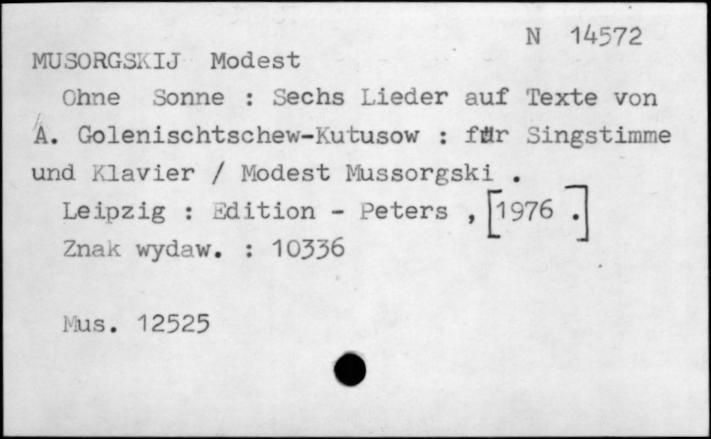 N 14572
MUSORGSKIJ Modest
Ohne Sonne : Sechs Lieder auf Texte von
A. Golenischtschew-Kutusow : für Singstimme
und Klavier / Modest Mussorgski .
Leipzig : Edition - Peters , [1976 .]
Znak wydaw. : 10336
Mus. 12525